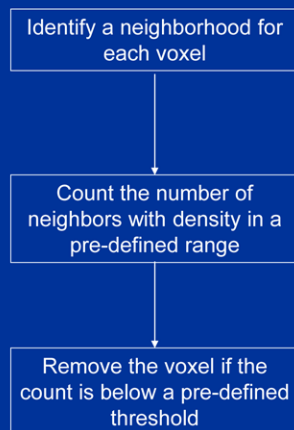 Identify a neighborhood for
each voxel
Count the number of
neighbors with density in a
pre-defined range
Remove the voxel if the
count is below a pre-defined
threshold